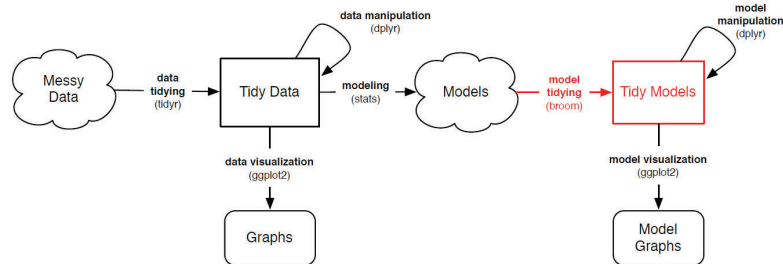 data manipulation
(dplyr)
model
manipulation
(dplyr)
Messy
Data
data
tidying
(tidyr)
Tidy Data
modeling
(stats)
Models
model
tidying
(broom)
Tidy Models
data visualization
(ggplot2)
model visualization
(ggplot2)
Graphs
Model
Graphs